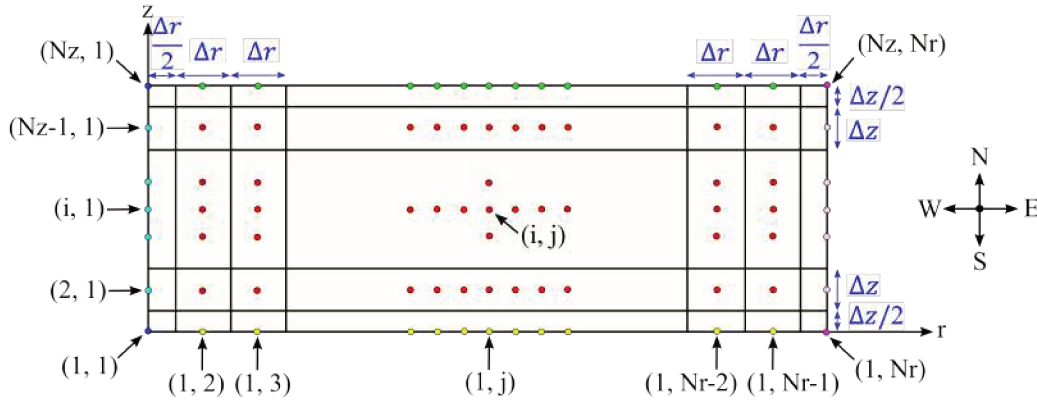 z
Δr/2 Δr Δr Δr Δr Δr/2
(Nz, 1) (Nz, Nr)
Δz/2
(Nz-1, 1) Δz
N
(i, 1) (i, j) W E
S
(2, 1) Δz
Δz/2
(1, 1) r
(1, 2) (1, 3) (1, j) (1, Nr-2) (1, Nr-1) (1, Nr)